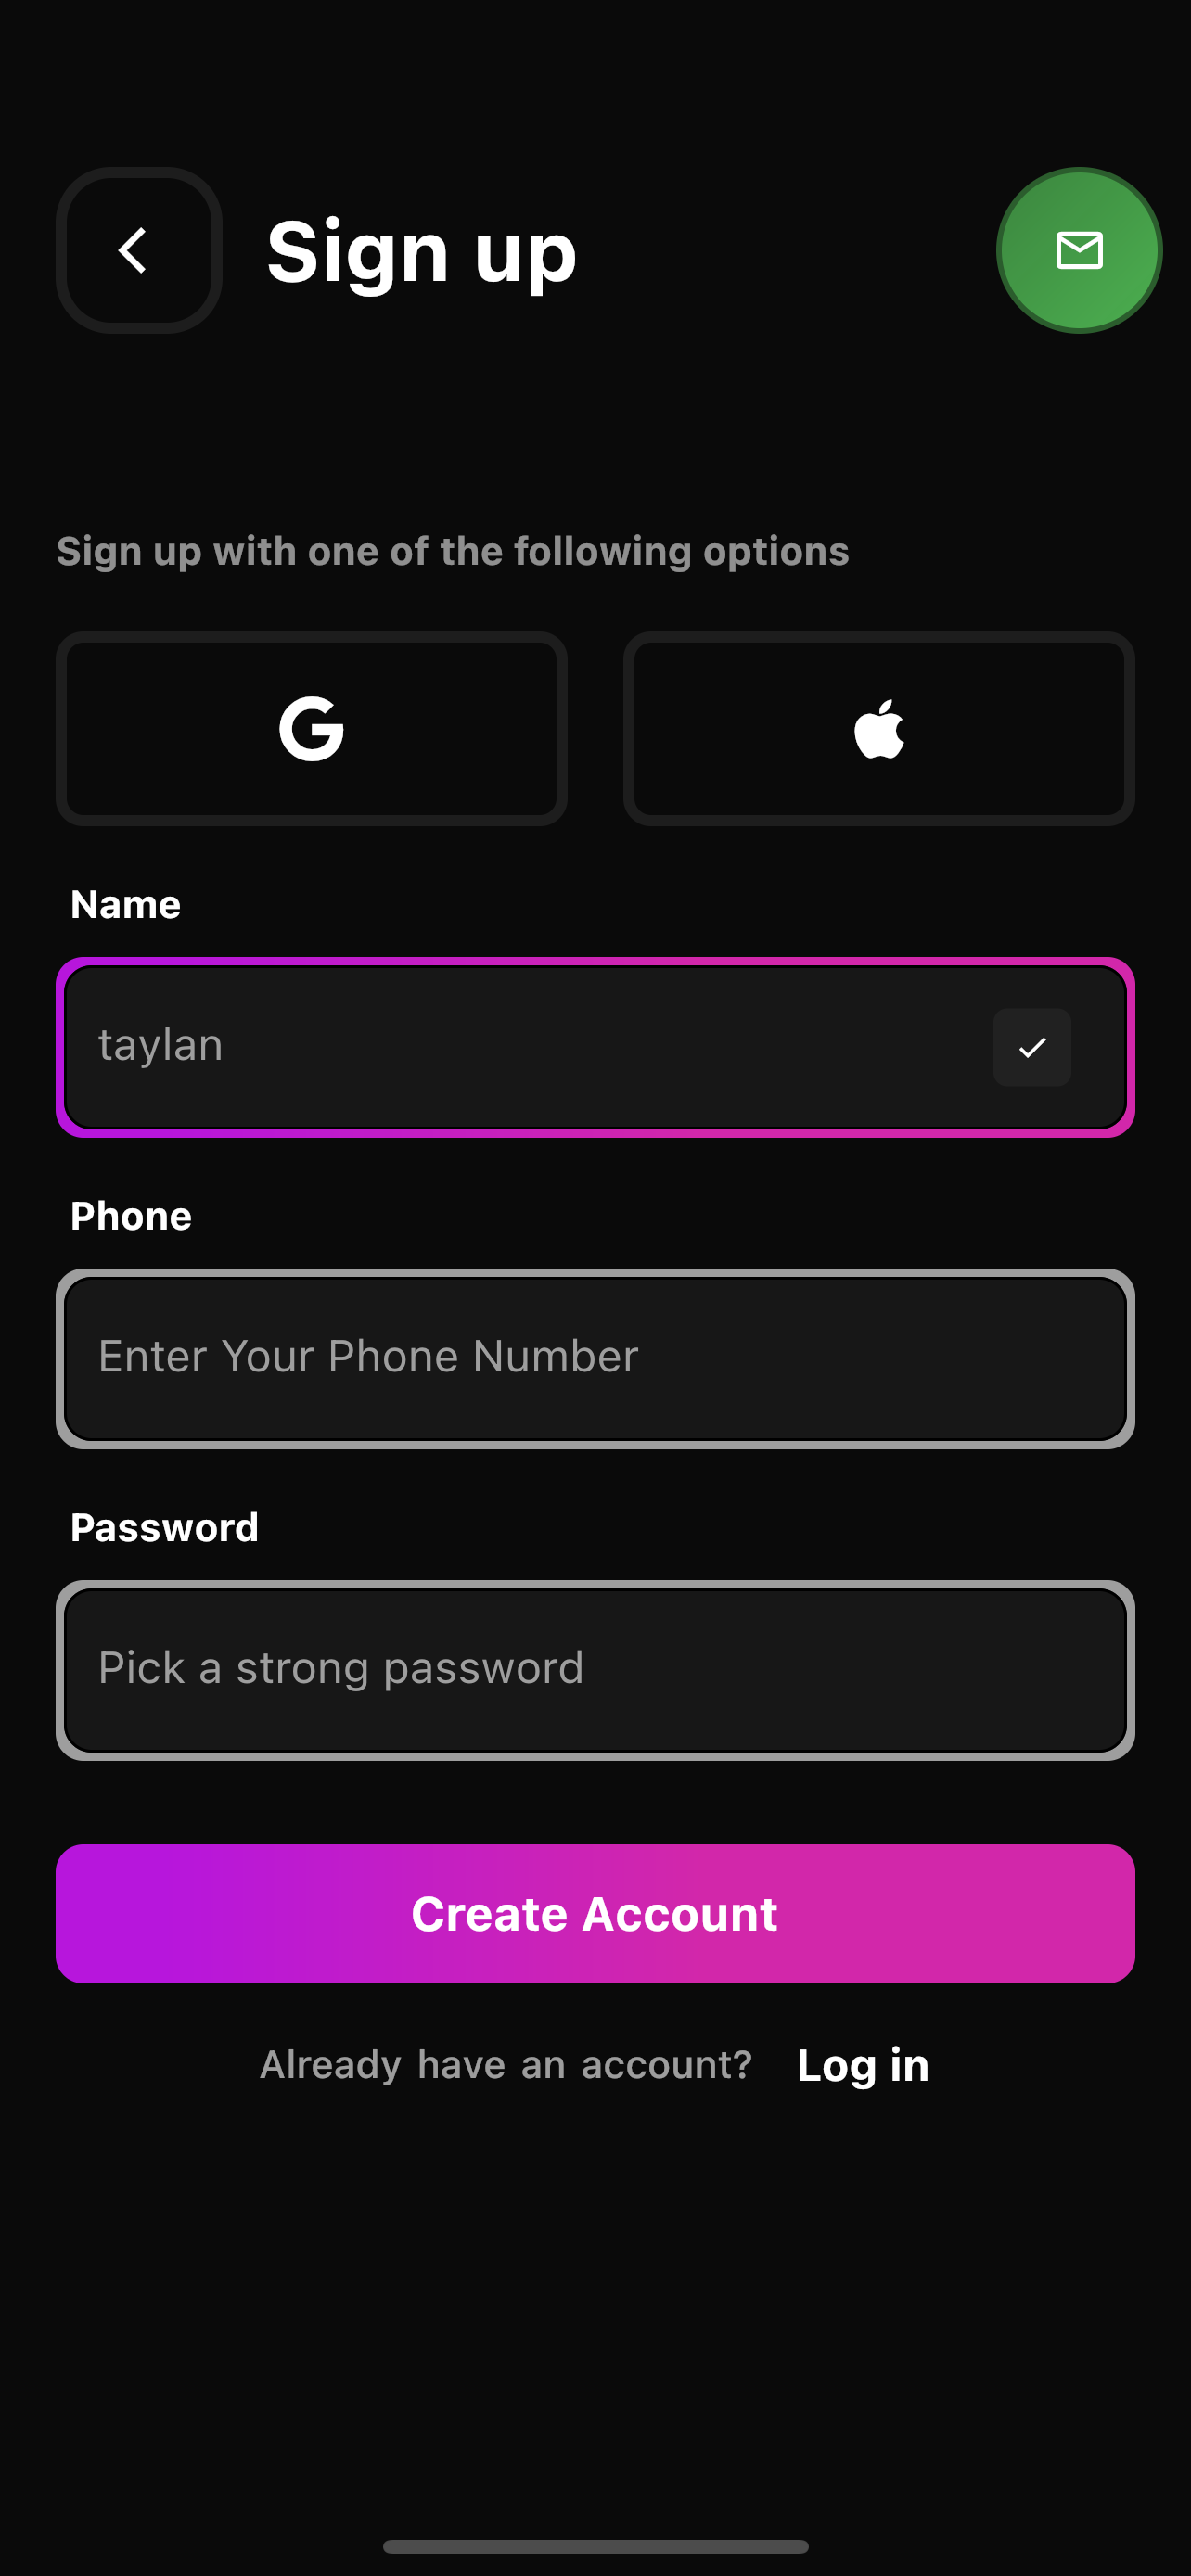 Sign up
Sign up with one of the following options
Name
taylan
Phone
Enter Your Phone Number
Password
Pick a strong password
Create Account
Already have an account? Log in